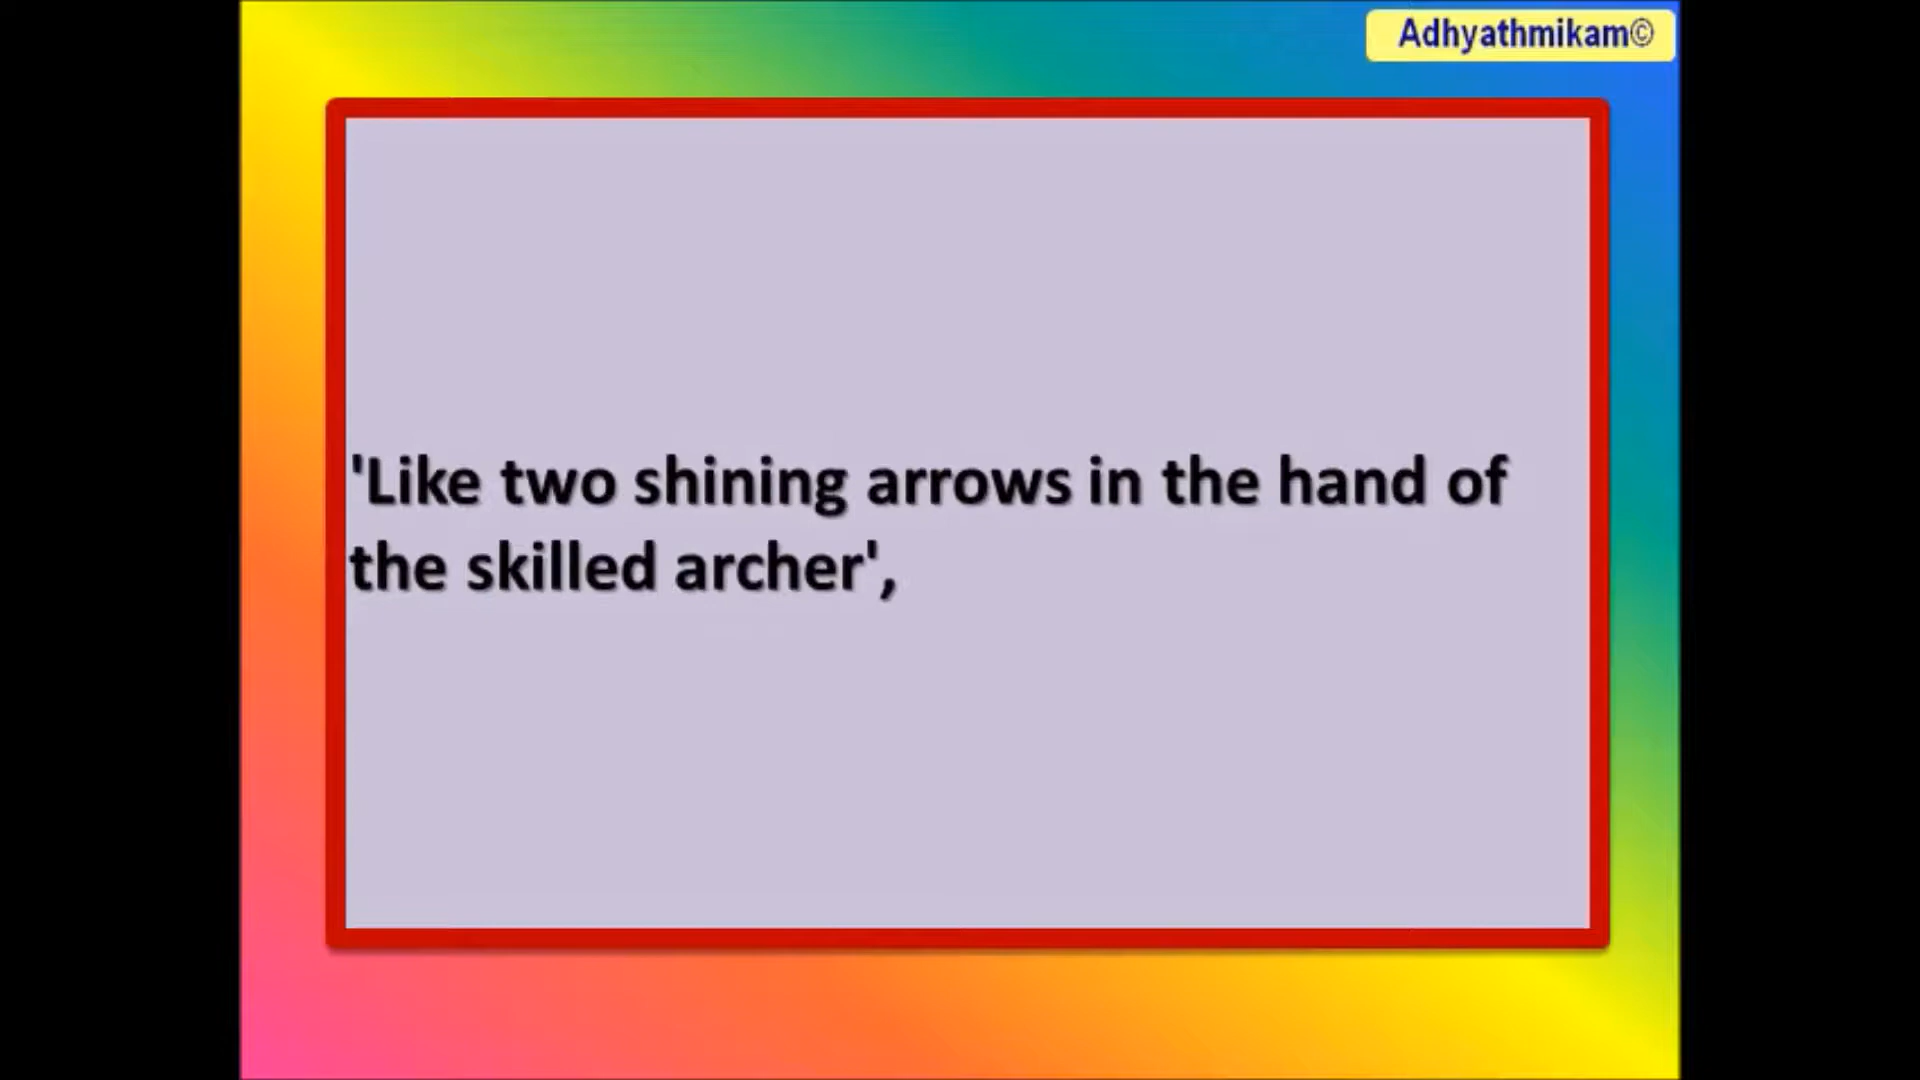 Adhyathmikam©
'Like two shining arrows in the hand of
the skilled archer',